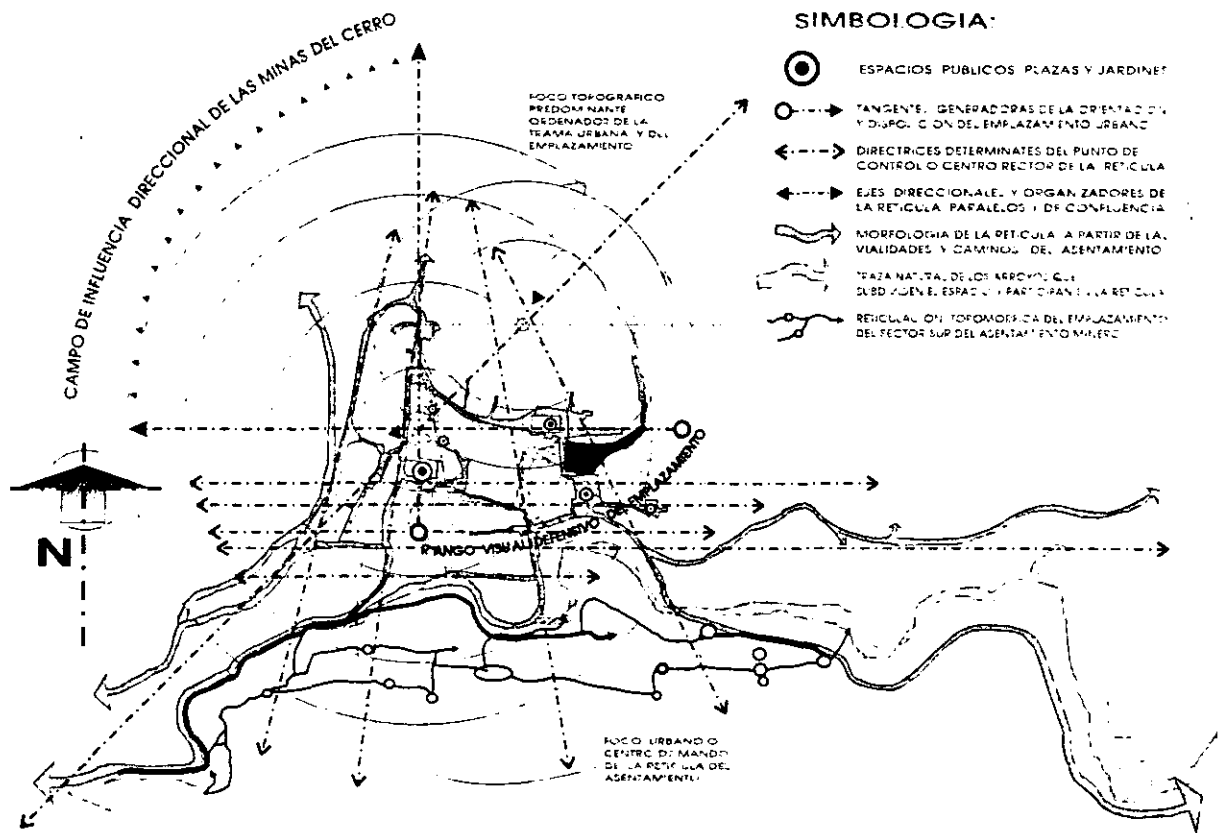 SIMBOLOGIA:
ESPACIOS PUBLICOS PLAZAS Y JARDINES
TANGENTES GENERADORAS DE LA ORIENTACION
Y DISPOSICION DEL EMPLAZAMIENTO URBANO
DIRECTRICES DETERMINATES DEL PUNTO DE
CONTROL O CENTRO RECTOR DE LA RETICULA
EJES DIRECCIONALES Y ORGANIZADORES DE
LA RETICULA PARALELOS Y DE CONFLUENCIA
MORFOLOGIA DE LA RETICULA A PARTIR DE LAS
VIALIDADES Y CAMINOS DEL ASENTAMIENTO
TRAZA NATURAL DE LOS ARROYOS QUE
SUBDIVIDEN EL ESPACIO Y PARTICIPAN LA RETICULA
RETICULACION TOPOMORFICA DEL EMPLAZAMIENTO
DEL SECTOR SUR DEL ASENTAMIENTO MINERO
CAMPO DE INFLUENCIA DIRECCIONAL DE LAS MINAS DEL CERRO
FOCO TOPOGRAFICO
PREDOMINANTE
ORDENADOR DE LA
TRAMA URBANA Y DEL
EMPLAZAMIENTO
N
RANGO VISUAL DEFENSIVO DEL EMPLAZAMIENTO
FOCO URBANO O
CENTRO DE MANDO
DE LA RETICULA DEL
ASENTAMIENTO